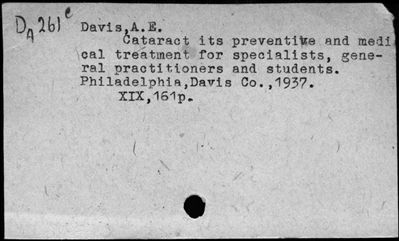 DA261c Davis,A.E.
Cataract its preventive and medi
cal treatment for specialists, gene-
ral practitioners and students.
Philadelphia,Davis Co.,1937.
XIX,161p.